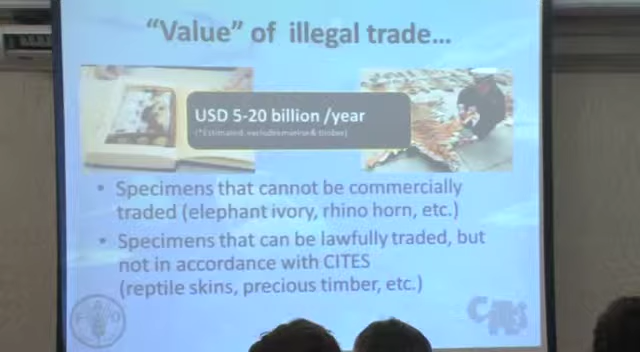 "Value" of illegal trade...
USD 5-20 billion /year
(*Estimated, excludes marine & timber)
• Specimens that cannot be commercially
traded (elephant ivory, rhino horn, etc.)
• Specimens that can be lawfully traded, but
not in accordance with CITES
(reptile skins, precious timber, etc.)
F A O
CITES